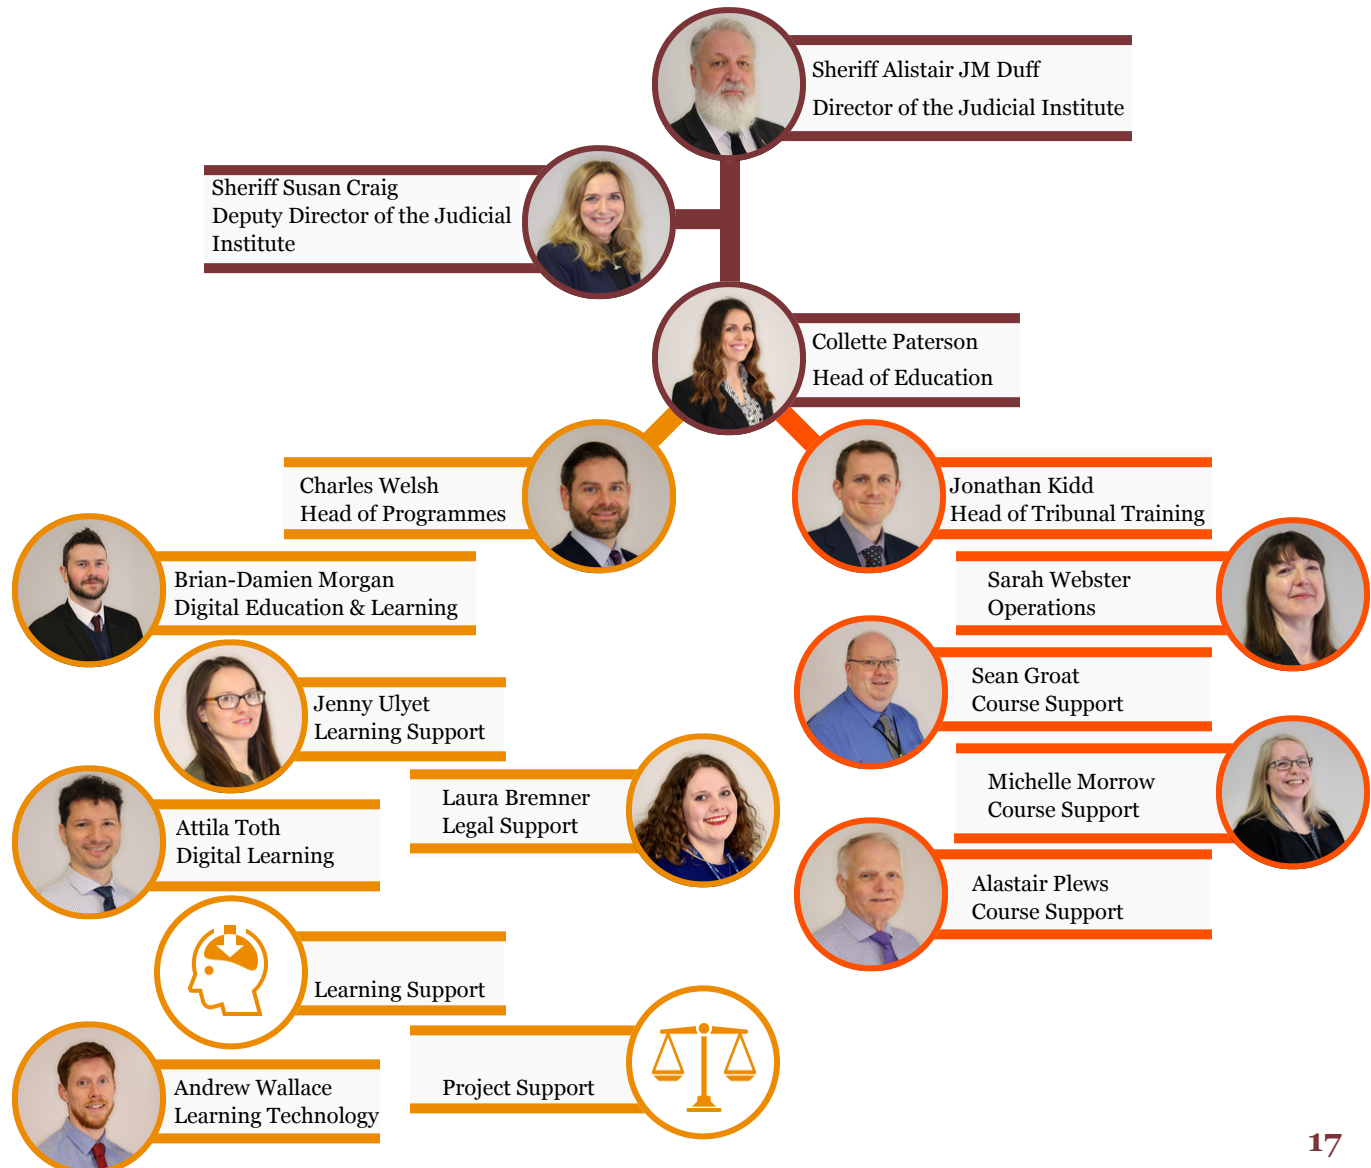 Sheriff Alistair JM Duff
Director of the Judicial Institute
Sheriff Susan Craig
Deputy Director of the Judicial
Institute
Collette Paterson
Head of Education
Charles Welsh
Head of Programmes
Jonathan Kidd
Head of Tribunal Training
Brian-Damien Morgan
Digital Education & Learning
Sarah Webster
Operations
Jenny Ulyet
Learning Support
Sean Groat
Course Support
Laura Bremner
Legal Support
Michelle Morrow
Course Support
Attila Toth
Digital Learning
Alastair Plews
Course Support
Learning Support
Project Support
Andrew Wallace
Learning Technology
17